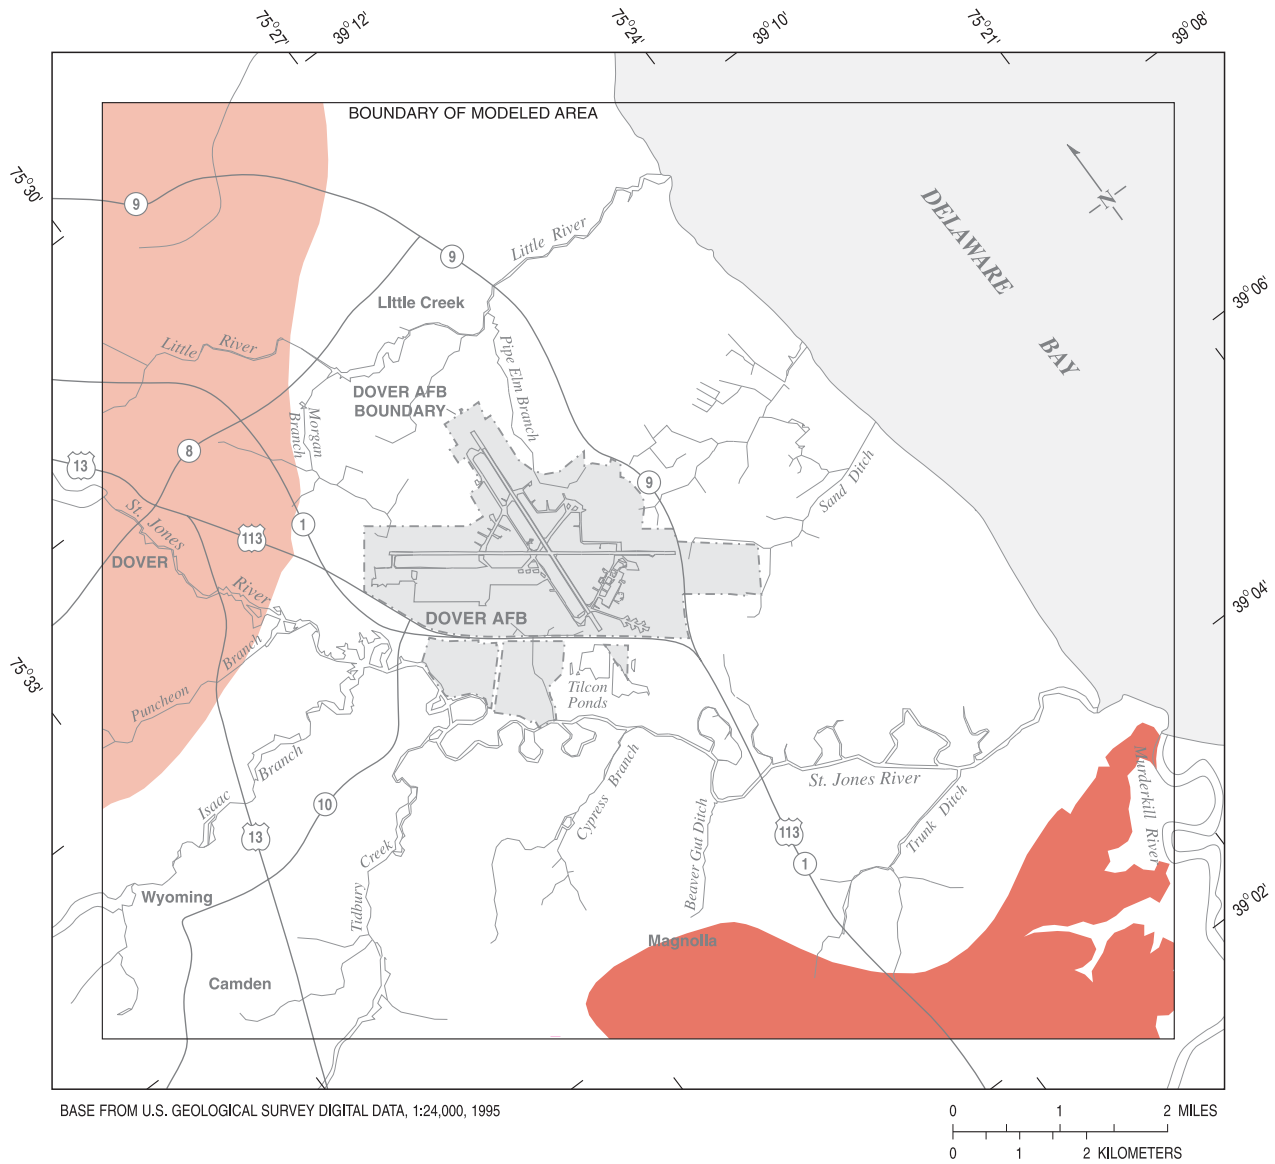 75°27'
39°12'
75°24'
39°10'
75°21'
39°08'
BOUNDARY OF MODELED AREA
75°30'
9
N
DELAWARE
BAY
9
Little River
LIttle Creek
39°06'
Little River
Pipe Elm Branch
DOVER AFB
BOUNDARY
Morgan
Branch
8
13
9
Sand Ditch
St. Jones
River
1
113
DOVER
DOVER AFB
39°04'
Puncheon Branch
75°33'
Tilcon
Ponds
Isaac Branch
10
13
Tidbury Creek
Cypress Branch
Beaver Gut Ditch
St. Jones River
Trunk Ditch
113
1
Murderkill River
Wyoming
39°02'
Magnolla
Camden
BASE FROM U.S. GEOLOGICAL SURVEY DIGITAL DATA, 1:24,000, 1995
0 1 2 MILES
0 1 2 KILOMETERS